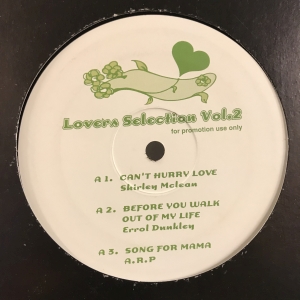 Lovers Selection Vol.2
for promotion use only
A 1. CAN'T HURRY LOVE
Shirley Mclean
A 2. BEFORE YOU WALK
OUT OF MY LIFE
Errol Dunkley
A 3. SONG FOR MAMA
A.R.P